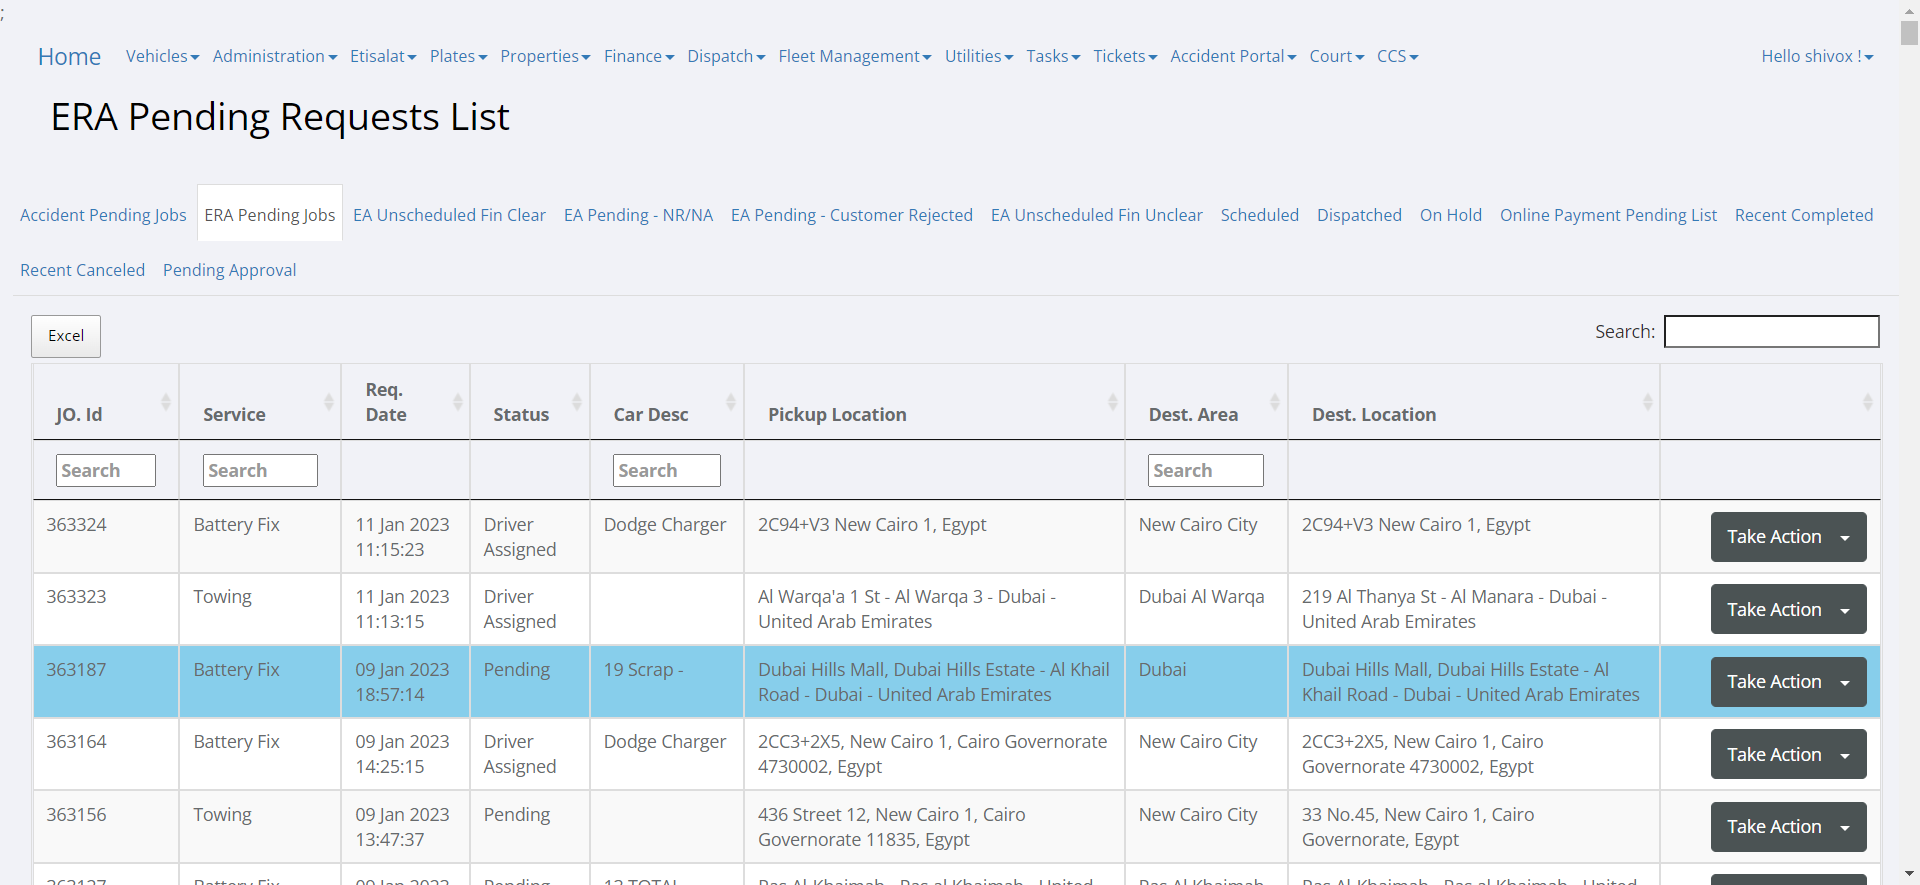 ;
Home Vehicles Administration Etisalat Plates Properties Finance Dispatch Fleet Management Utilities Tasks Tickets Accident Portal Court CCS Hello shivox !
ERA Pending Requests List
Accident Pending Jobs ERA Pending Jobs EA Unscheduled Fin Clear EA Pending - NR/NA EA Pending - Customer Rejected EA Unscheduled Fin Unclear Scheduled Dispatched On Hold Online Payment Pending List Recent Completed
Recent Canceled Pending Approval
Excel Search:
JO. Id Service Req. Date Status Car Desc Pickup Location Dest. Area Dest. Location
Search Search Search Search
363324 Battery Fix 11 Jan 2023 Driver Dodge Charger 2C94+V3 New Cairo 1, Egypt New Cairo City 2C94+V3 New Cairo 1, Egypt Take Action
11:15:23 Assigned
363323 Towing 11 Jan 2023 Driver Al Warqa'a 1 St - Al Warqa 3 - Dubai - Dubai Al Warqa 219 Al Thanya St - Al Manara - Dubai - Take Action
11:13:15 Assigned United Arab Emirates United Arab Emirates
363187 Battery Fix 09 Jan 2023 Pending 19 Scrap - Dubai Hills Mall, Dubai Hills Estate - Al Khail Dubai Dubai Hills Mall, Dubai Hills Estate - Al Take Action
18:57:14 Road - Dubai - United Arab Emirates Khail Road - Dubai - United Arab Emirates
363164 Battery Fix 09 Jan 2023 Driver Dodge Charger 2CC3+2X5, New Cairo 1, Cairo Governorate New Cairo City 2CC3+2X5, New Cairo 1, Cairo Take Action
14:25:15 Assigned 4730002, Egypt Governorate 4730002, Egypt
363156 Towing 09 Jan 2023 Pending 436 Street 12, New Cairo 1, Cairo New Cairo City 33 No.45, New Cairo 1, Cairo Take Action
13:47:37 Governorate 11835, Egypt Governorate, Egypt